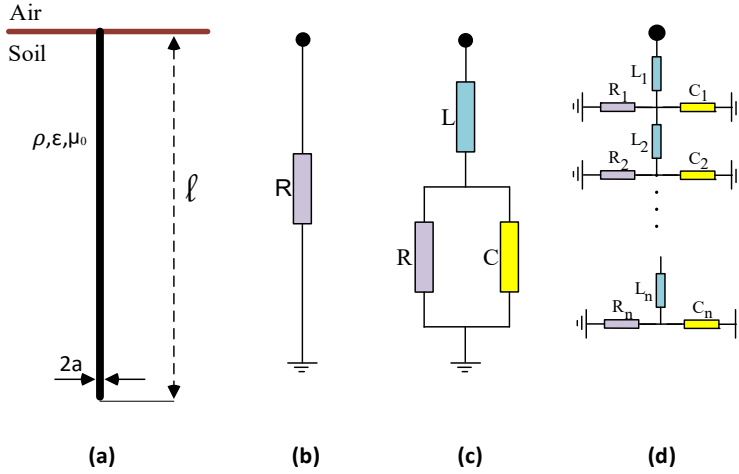 Air
Soil
ρ,ε,μ₀
ℓ
2a
(a)
R
(b)
L
R
C
(c)
L₁
R₁
C₁
L₂
R₂
C₂
Lₙ
Rₙ
Cₙ
(d)